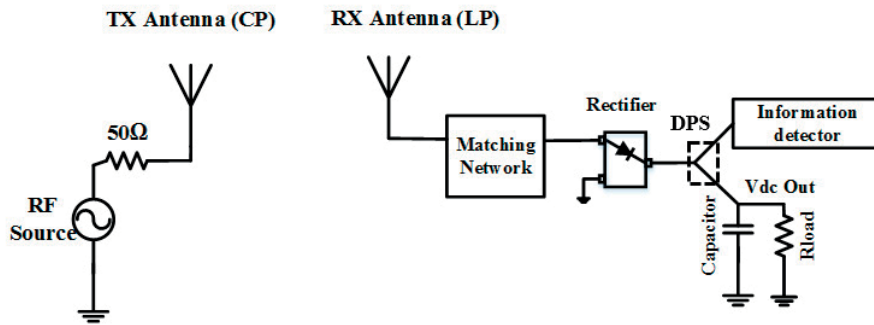 TX Antenna (CP)
RX Antenna (LP)
50Ω
RF
Source
Matching
Network
Rectifier
DPS
Information
detector
Vdc Out
Capacitor
Rload